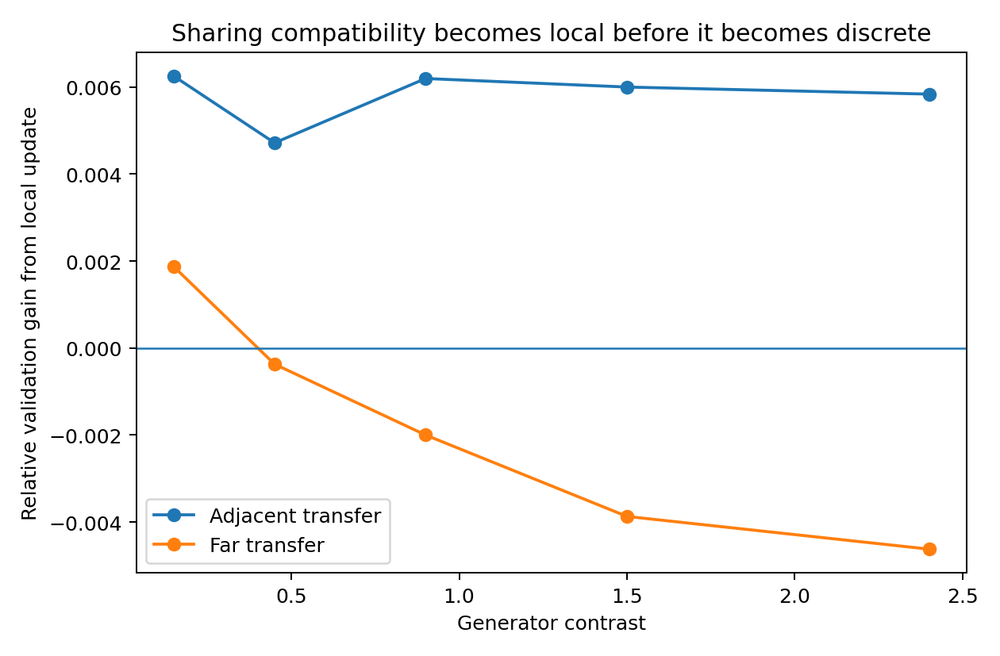 Sharing compatibility becomes local before it becomes discrete
Relative validation gain from local update
0.006
0.004
0.002
0.000
−0.002
−0.004
Adjacent transfer
Far transfer
0.5 1.0 1.5 2.0 2.5
Generator contrast